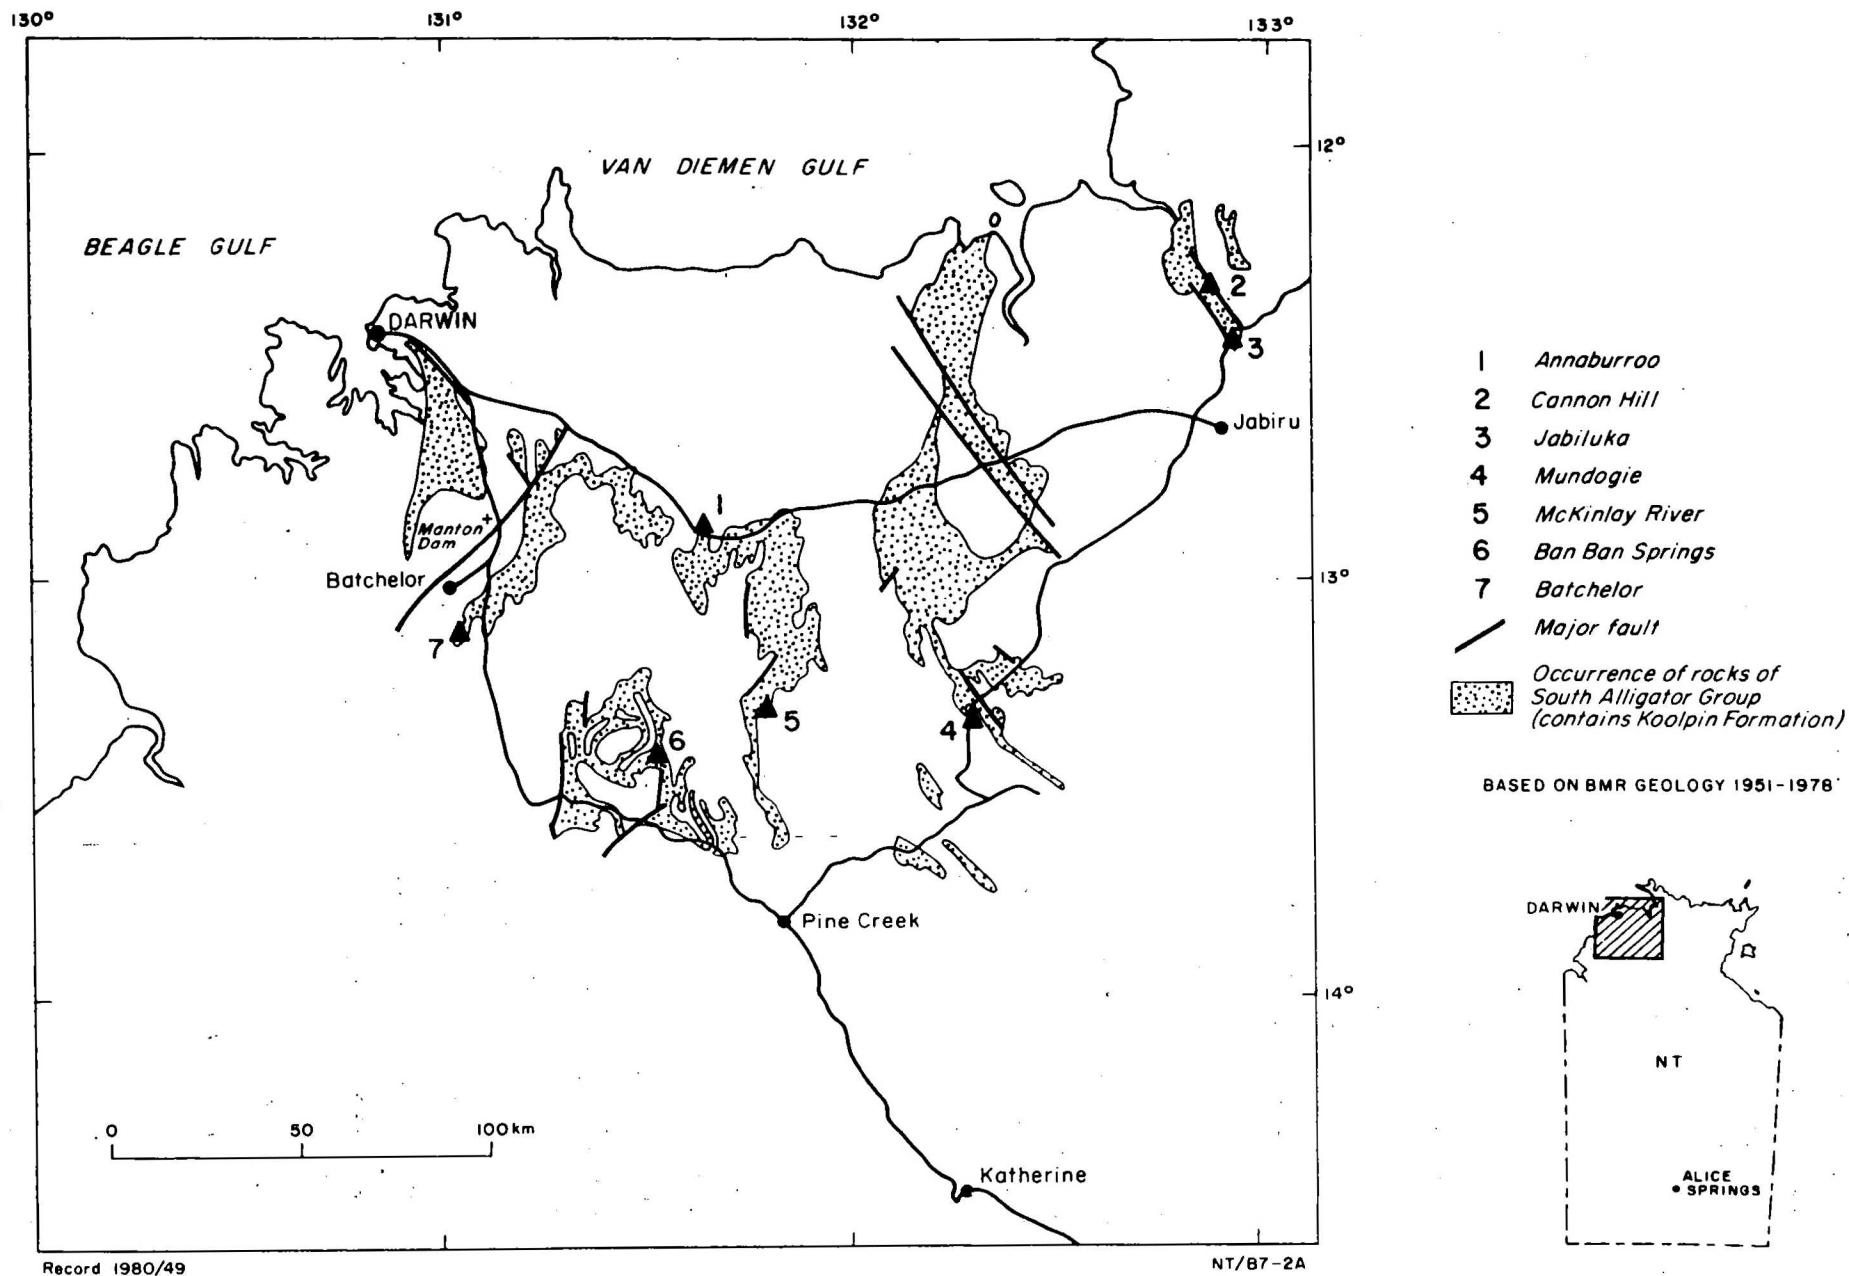 130° 131° 132° 133°
VAN DIEMEN GULF
12°
BEAGLE GULF
DARWIN
2
3
Jabiru
1
Manton
Dam
Batchelor
13°
7
5
4
6
Pine Creek
14°
0 50 100 km
Katherine
Record 1980/49
NT/B7-2A
1 Annaburroo
2 Cannon Hill
3 Jabiluka
4 Mundogie
5 McKinlay River
6 Ban Ban Springs
7 Batchelor
Major fault
Occurrence of rocks of
South Alligator Group
(contains Koolpin Formation)
BASED ON BMR GEOLOGY 1951-1978
DARWIN
NT
ALICE
SPRINGS